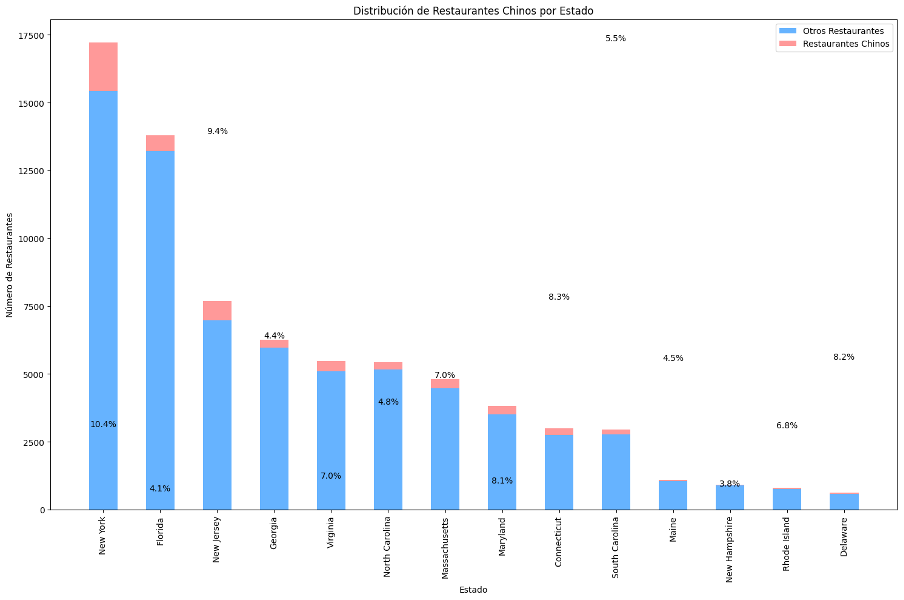 Distribución de Restaurantes Chinos por Estado
Otros Restaurantes
Restaurantes Chinos
Número de Restaurantes
17500
15000
12500
10000
7500
5000
2500
0
5.5%
9.4%
8.3%
4.4%
4.5%
8.2%
7.0%
4.8%
10.4%
6.8%
7.0%
8.1%
3.8%
4.1%
New York
Florida
New Jersey
Georgia
Virginia
North Carolina
Massachusetts
Maryland
Connecticut
South Carolina
Maine
New Hampshire
Rhode Island
Delaware
Estado